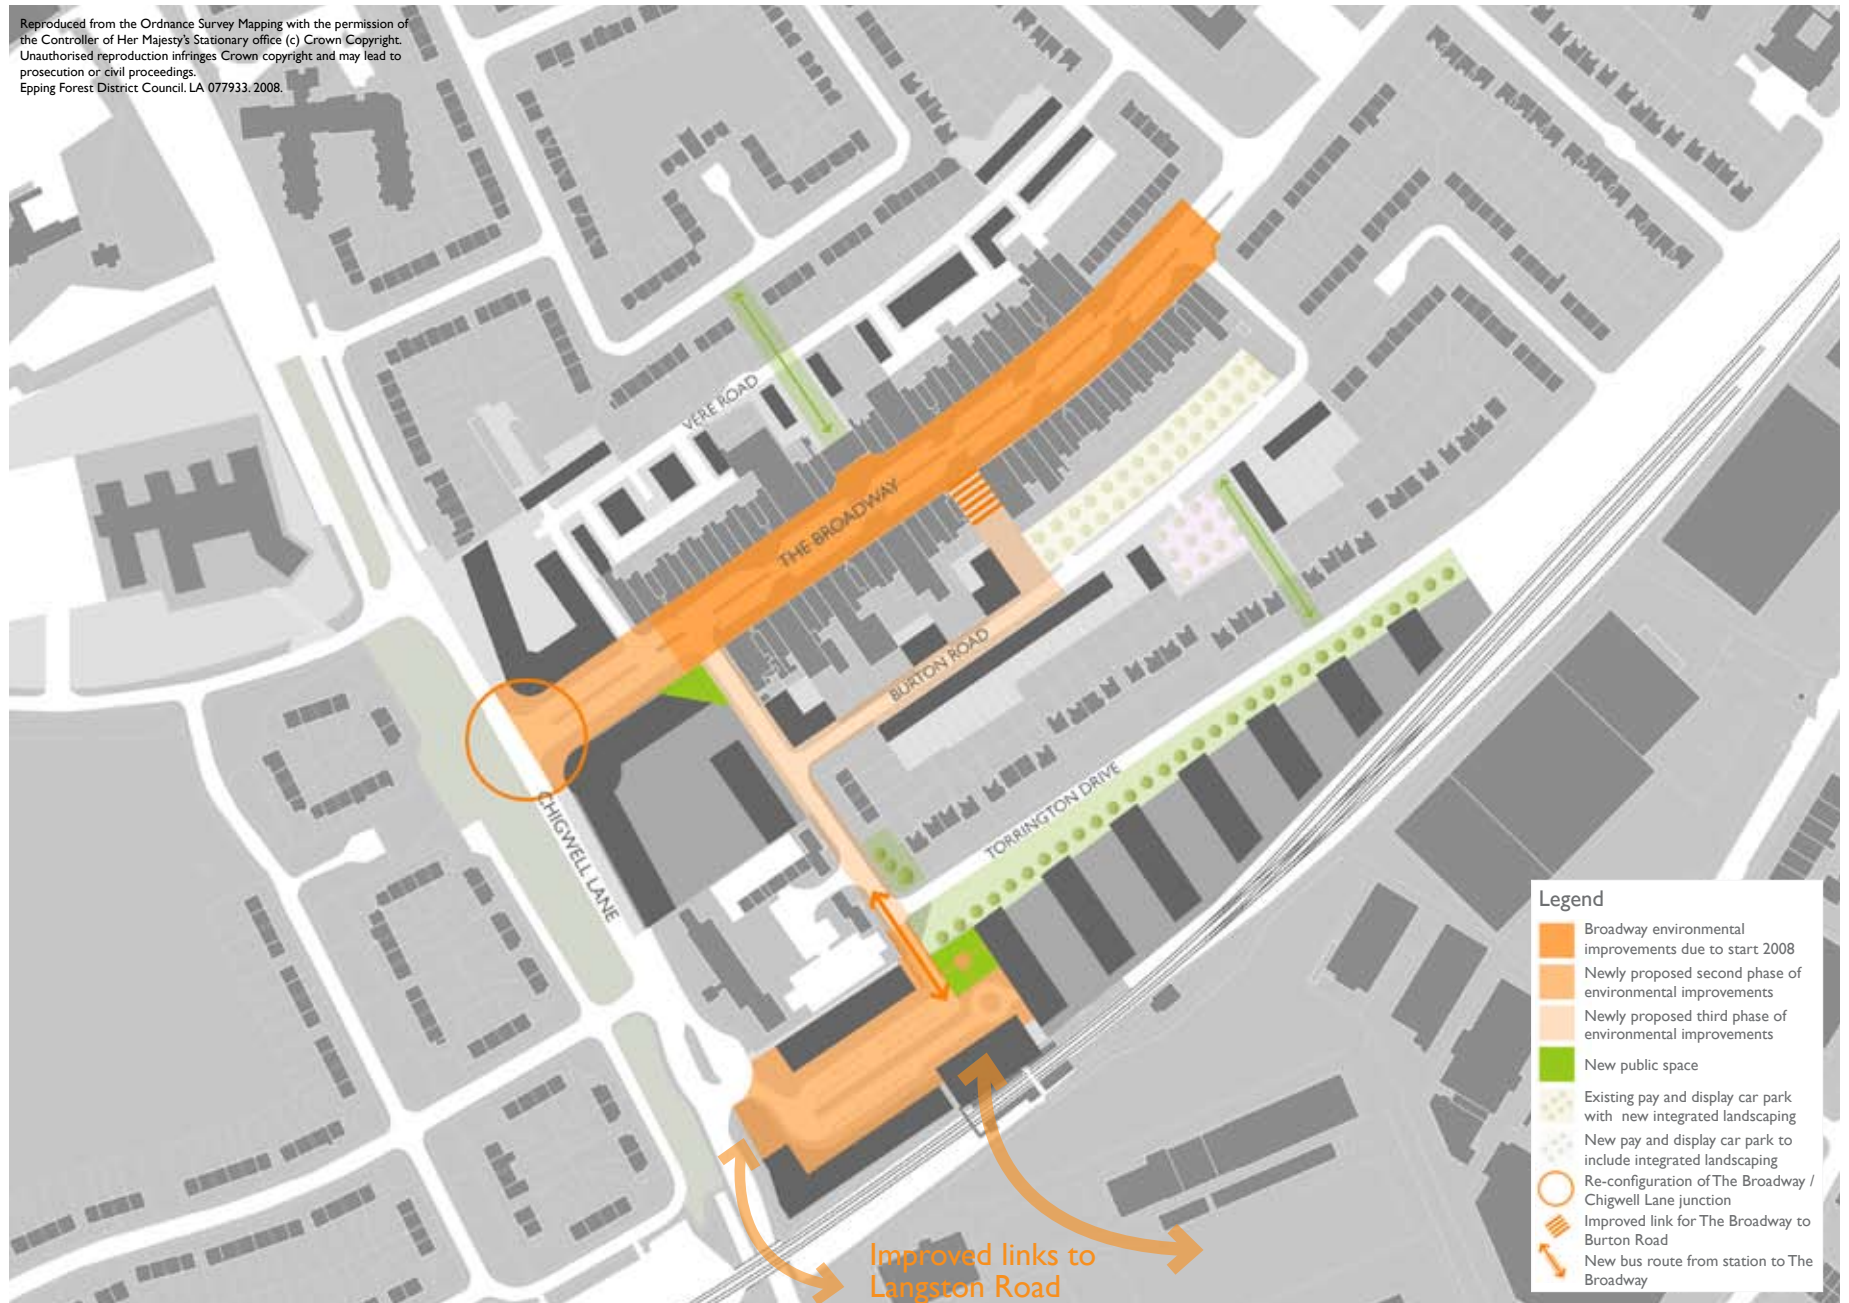 Reproduced from the Ordnance Survey Mapping with the permission of
the Controller of Her Majesty's Stationary office (c) Crown Copyright.
Unauthorised reproduction infringes Crown copyright and may lead to
prosecution or civil proceedings.
Epping Forest District Council. LA 077933. 2008.
VERE ROAD
THE BROADWAY
BURTON ROAD
TORRINGTON DRIVE
CHIGWELL LANE
Improved links to
Langston Road
Legend
Broadway environmental
improvements due to start 2008
Newly proposed second phase of
environmental improvements
Newly proposed third phase of
environmental improvements
New public space
Existing pay and display car park
with new integrated landscaping
New pay and display car park to
include integrated landscaping
Re-configuration of The Broadway /
Chigwell Lane junction
Improved link for The Broadway to
Burton Road
New bus route from station to The
Broadway